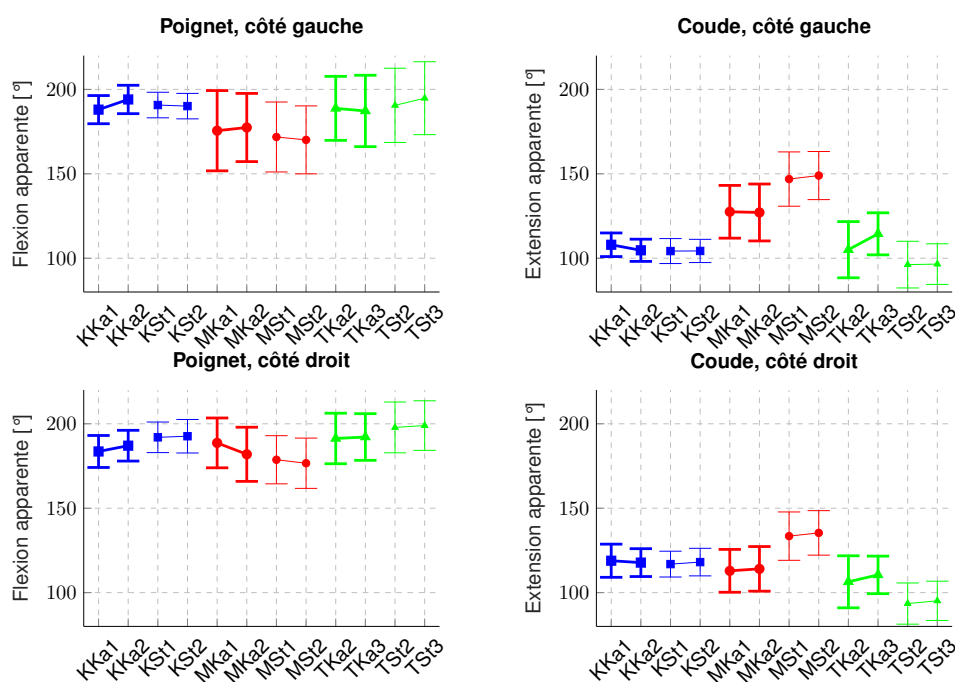 Poignet, côté gauche
Flexion apparente [°]
200
150
100
KKa1 KKa2 KSt1 KSt2 MKa1 Mka2 MSt1 MSt2 TKa2 TKa3 TSt2 TSt3
Coude, côté gauche
Extension apparente [°]
200
150
100
KKa1 KKa2 KSt1 KSt2 MKa1 Mka2 MSt1 MSt2 TKa2 TKa3 TSt2 TSt3
Poignet, côté droit
Flexion apparente [°]
200
150
100
KKa1 KKa2 KSt1 KSt2 MKa1 Mka2 MSt1 MSt2 TKa2 TKa3 TSt2 TSt3
Coude, côté droit
Extension apparente [°]
200
150
100
KKa1 KKa2 KSt1 KSt2 MKa1 Mka2 MSt1 MSt2 TKa2 TKa3 TSt2 TSt3